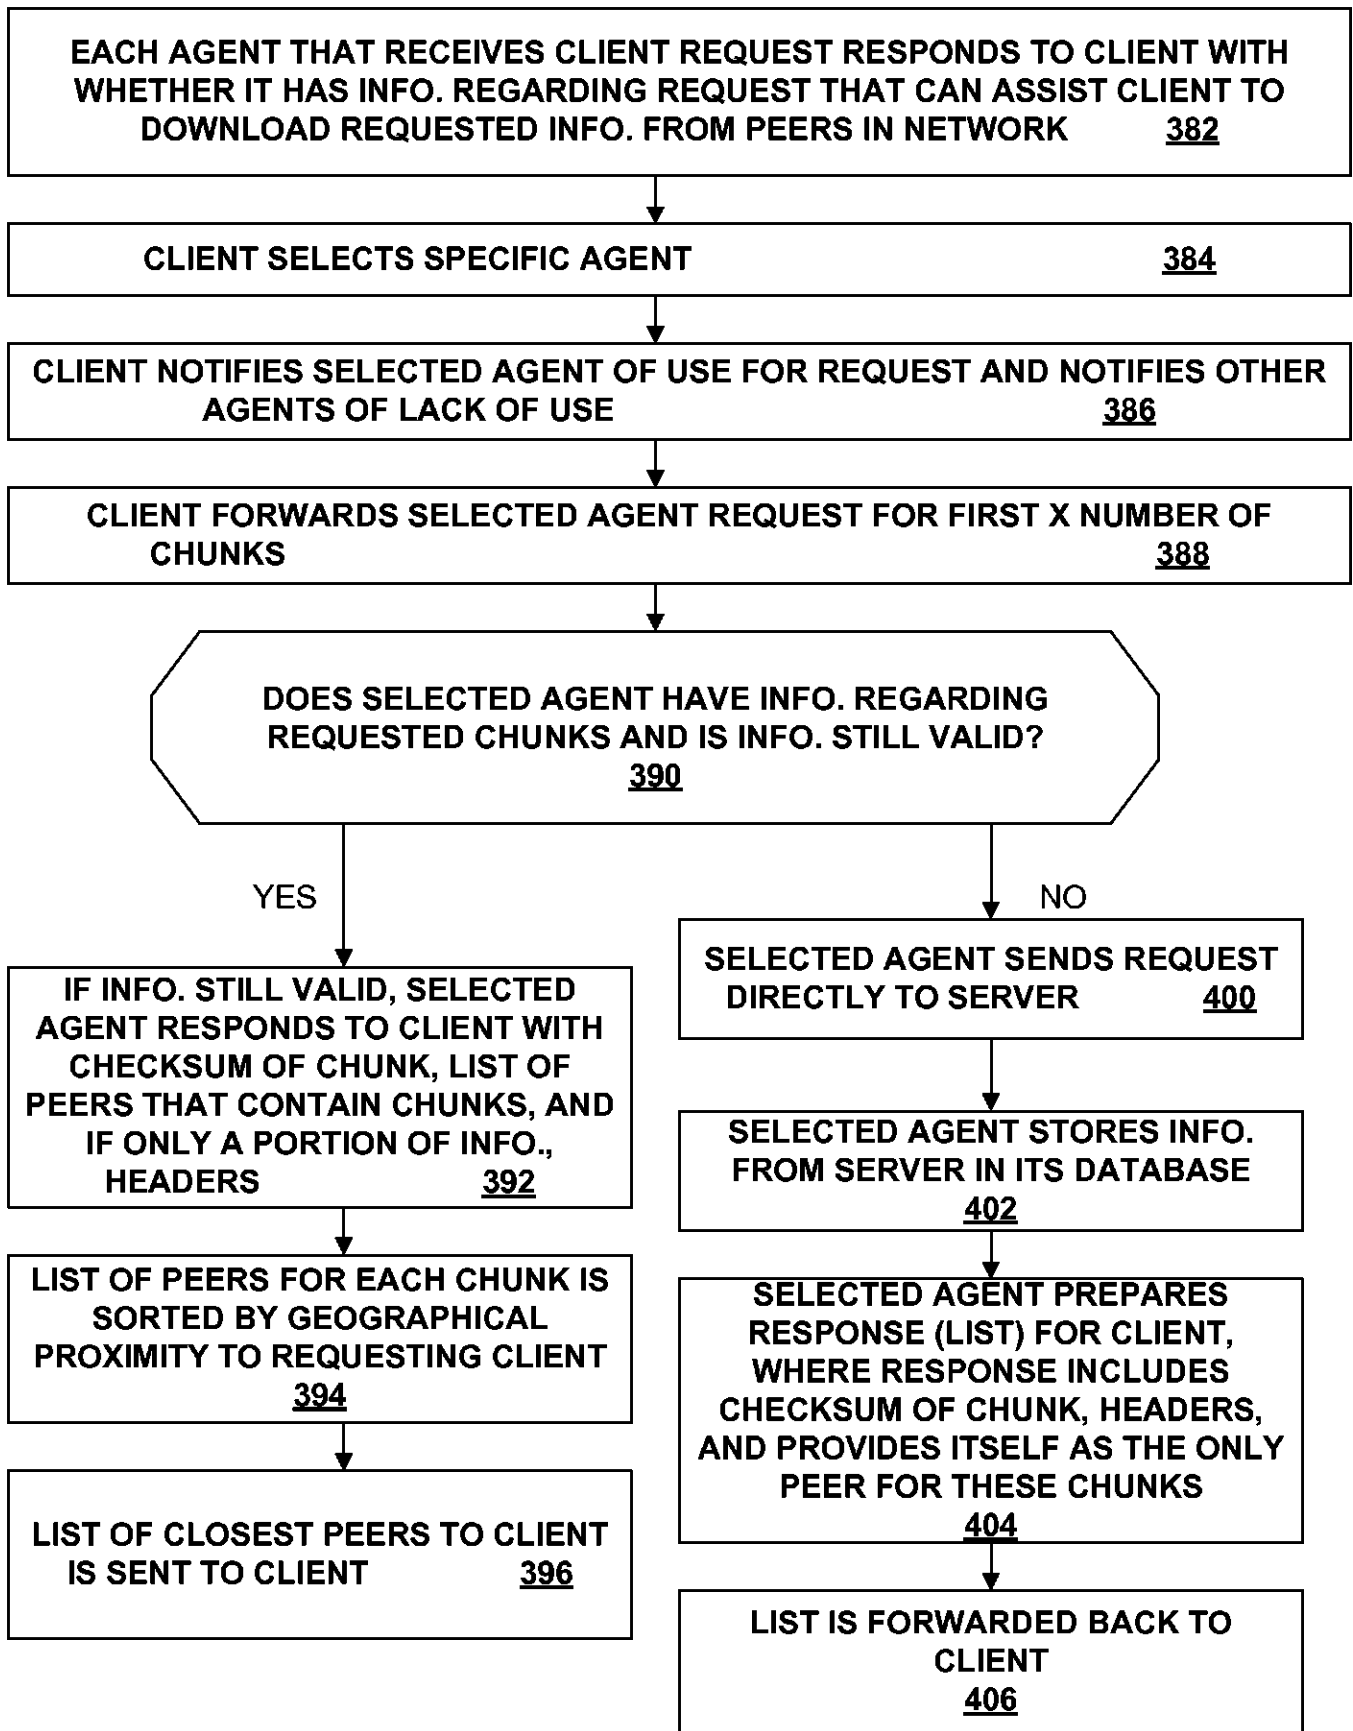 EACH AGENT THAT RECEIVES CLIENT REQUEST RESPONDS TO CLIENT WITH
WHETHER IT HAS INFO. REGARDING REQUEST THAT CAN ASSIST CLIENT TO
DOWNLOAD REQUESTED INFO. FROM PEERS IN NETWORK 382
CLIENT SELECTS SPECIFIC AGENT 384
CLIENT NOTIFIES SELECTED AGENT OF USE FOR REQUEST AND NOTIFIES OTHER
AGENTS OF LACK OF USE 386
CLIENT FORWARDS SELECTED AGENT REQUEST FOR FIRST X NUMBER OF
CHUNKS 388
DOES SELECTED AGENT HAVE INFO. REGARDING
REQUESTED CHUNKS AND IS INFO. STILL VALID?
390
YES
IF INFO. STILL VALID, SELECTED
AGENT RESPONDS TO CLIENT WITH
CHECKSUM OF CHUNK, LIST OF
PEERS THAT CONTAIN CHUNKS, AND
IF ONLY A PORTION OF INFO.,
HEADERS 392
LIST OF PEERS FOR EACH CHUNK IS
SORTED BY GEOGRAPHICAL
PROXIMITY TO REQUESTING CLIENT
394
LIST OF CLOSEST PEERS TO CLIENT
IS SENT TO CLIENT 396
NO
SELECTED AGENT SENDS REQUEST
DIRECTLY TO SERVER 400
SELECTED AGENT STORES INFO.
FROM SERVER IN ITS DATABASE
402
SELECTED AGENT PREPARES
RESPONSE (LIST) FOR CLIENT,
WHERE RESPONSE INCLUDES
CHECKSUM OF CHUNK, HEADERS,
AND PROVIDES ITSELF AS THE ONLY
PEER FOR THESE CHUNKS
404
LIST IS FORWARDED BACK TO
CLIENT
406